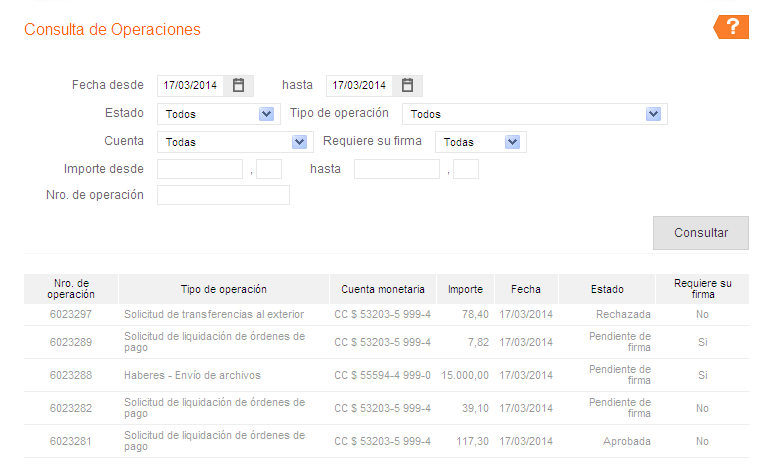 Consulta de Operaciones
?
Fecha desde 17/03/2014 hasta 17/03/2014
Estado Todos Tipo de operación Todos
Cuenta Todas Requiere su firma Todas
Importe desde , hasta ,
Nro. de operación
Consultar
Nro. de operación Tipo de operación Cuenta monetaria Importe Fecha Estado Requiere su firma
6023297 Solicitud de transferencias al exterior CC $ 53203-5 999-4 78,40 17/03/2014 Rechazada No
6023289 Solicitud de liquidación de órdenes de pago CC $ 53203-5 999-4 7,82 17/03/2014 Pendiente de firma Si
6023288 Haberes - Envío de archivos CC $ 55594-4 999-0 15.000,00 17/03/2014 Pendiente de firma Si
6023282 Solicitud de liquidación de órdenes de pago CC $ 53203-5 999-4 39,10 17/03/2014 Pendiente de firma No
6023281 Solicitud de liquidación de órdenes de pago CC $ 53203-5 999-4 117,30 17/03/2014 Aprobada No